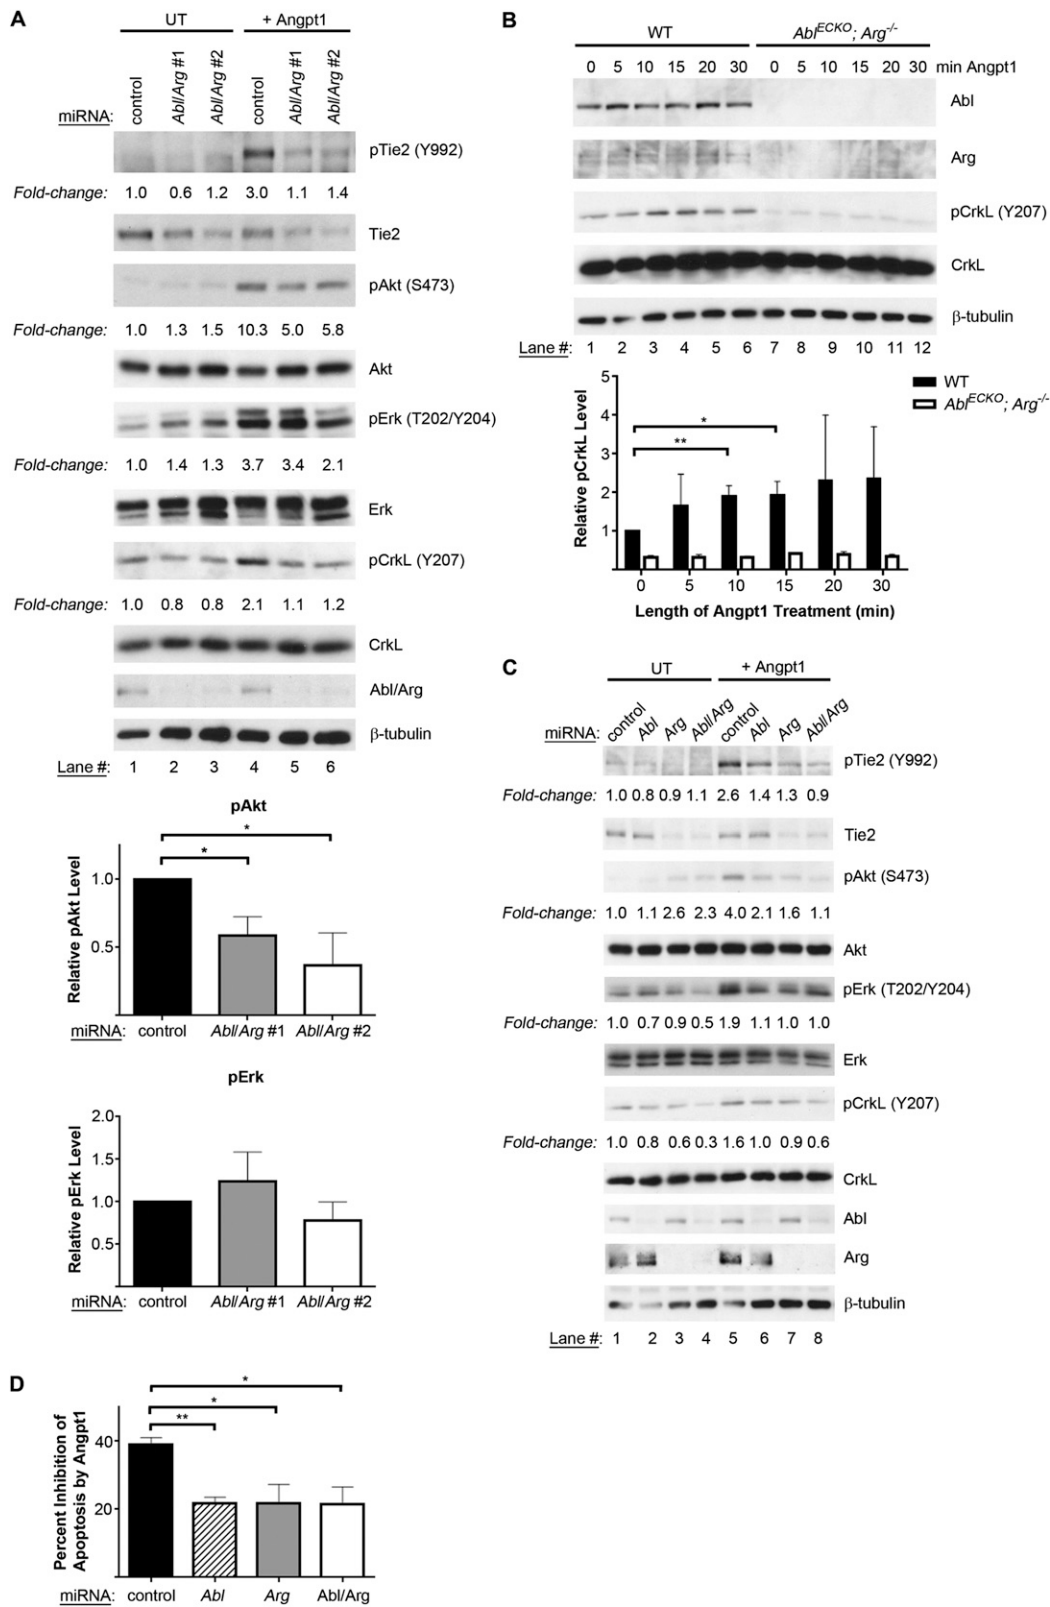 A
UT + Angpt1
miRNA: control Abl/Arg #1 Abl/Arg #2 control Abl/Arg #1 Abl/Arg #2
pTie2 (Y992)
Fold-change: 1.0 0.6 1.2 3.0 1.1 1.4
Tie2
pAkt (S473)
Fold-change: 1.0 1.3 1.5 10.3 5.0 5.8
Akt
pErk (T202/Y204)
Fold-change: 1.0 1.4 1.3 3.7 3.4 2.1
Erk
pCrkL (Y207)
Fold-change: 1.0 0.8 0.8 2.1 1.1 1.2
CrkL
Abl/Arg
β-tubulin
Lane #: 1 2 3 4 5 6
pAkt
* 
*
Relative pAkt Level
1.0
0.5
miRNA: control Abl/Arg #1 Abl/Arg #2
pErk
Relative pErk Level
2.0
1.5
1.0
0.5
miRNA: control Abl/Arg #1 Abl/Arg #2
B
WT Abl^ECKO; Arg^-/-
0 5 10 15 20 30 0 5 10 15 20 30 min Angpt1
Abl
Arg
pCrkL (Y207)
CrkL
β-tubulin
Lane #: 1 2 3 4 5 6 7 8 9 10 11 12
WT
Abl^ECKO; Arg^-/-
Relative pCrkL Level
5
4
3
2
1
*
**
0 5 10 15 20 30
Length of Angpt1 Treatment (min)
C
UT + Angpt1
miRNA: control Abl Arg Abl/Arg control Abl Arg Abl/Arg
pTie2 (Y992)
Fold-change: 1.0 0.8 0.9 1.1 2.6 1.4 1.3 0.9
Tie2
pAkt (S473)
Fold-change: 1.0 1.1 2.6 2.3 4.0 2.1 1.6 1.1
Akt
pErk (T202/Y204)
Fold-change: 1.0 0.7 0.9 0.5 1.9 1.1 1.0 1.0
Erk
pCrkL (Y207)
Fold-change: 1.0 0.8 0.6 0.3 1.6 1.0 0.9 0.6
CrkL
Abl
Arg
β-tubulin
Lane #: 1 2 3 4 5 6 7 8
D
*
*
**
Percent Inhibition of
Apoptosis by Angpt1
40
20
miRNA: control Abl Arg Abl/Arg